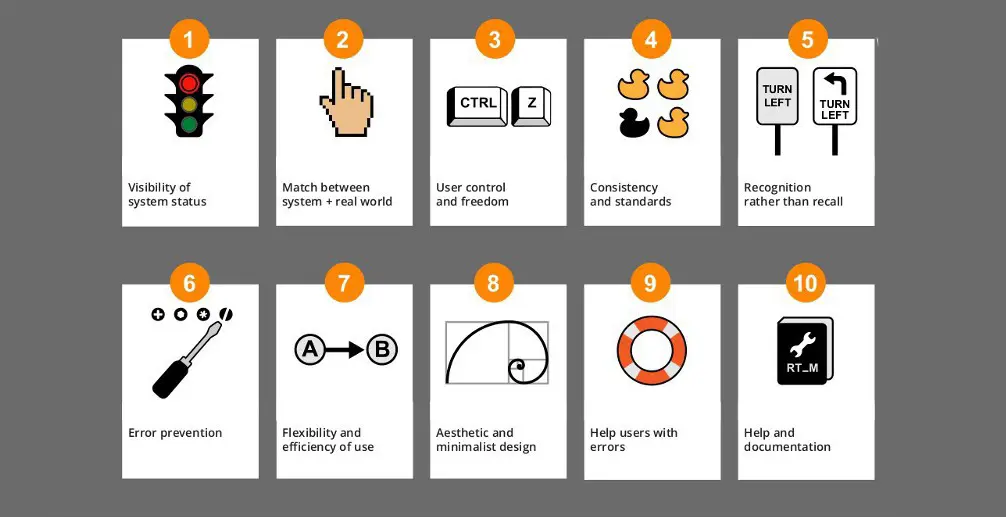 1
2
3
4
5
CTRL
Z
TURN
LEFT
TURN
LEFT
Visibility of
system status
Match between
system + real world
User control
and freedom
Consistency
and standards
Recognition
rather than recall
6
7
8
9
10
A
B
RT_M
Error prevention
Flexibility and
efficiency of use
Aesthetic and
minimalist design
Help users with
errors
Help and
documentation